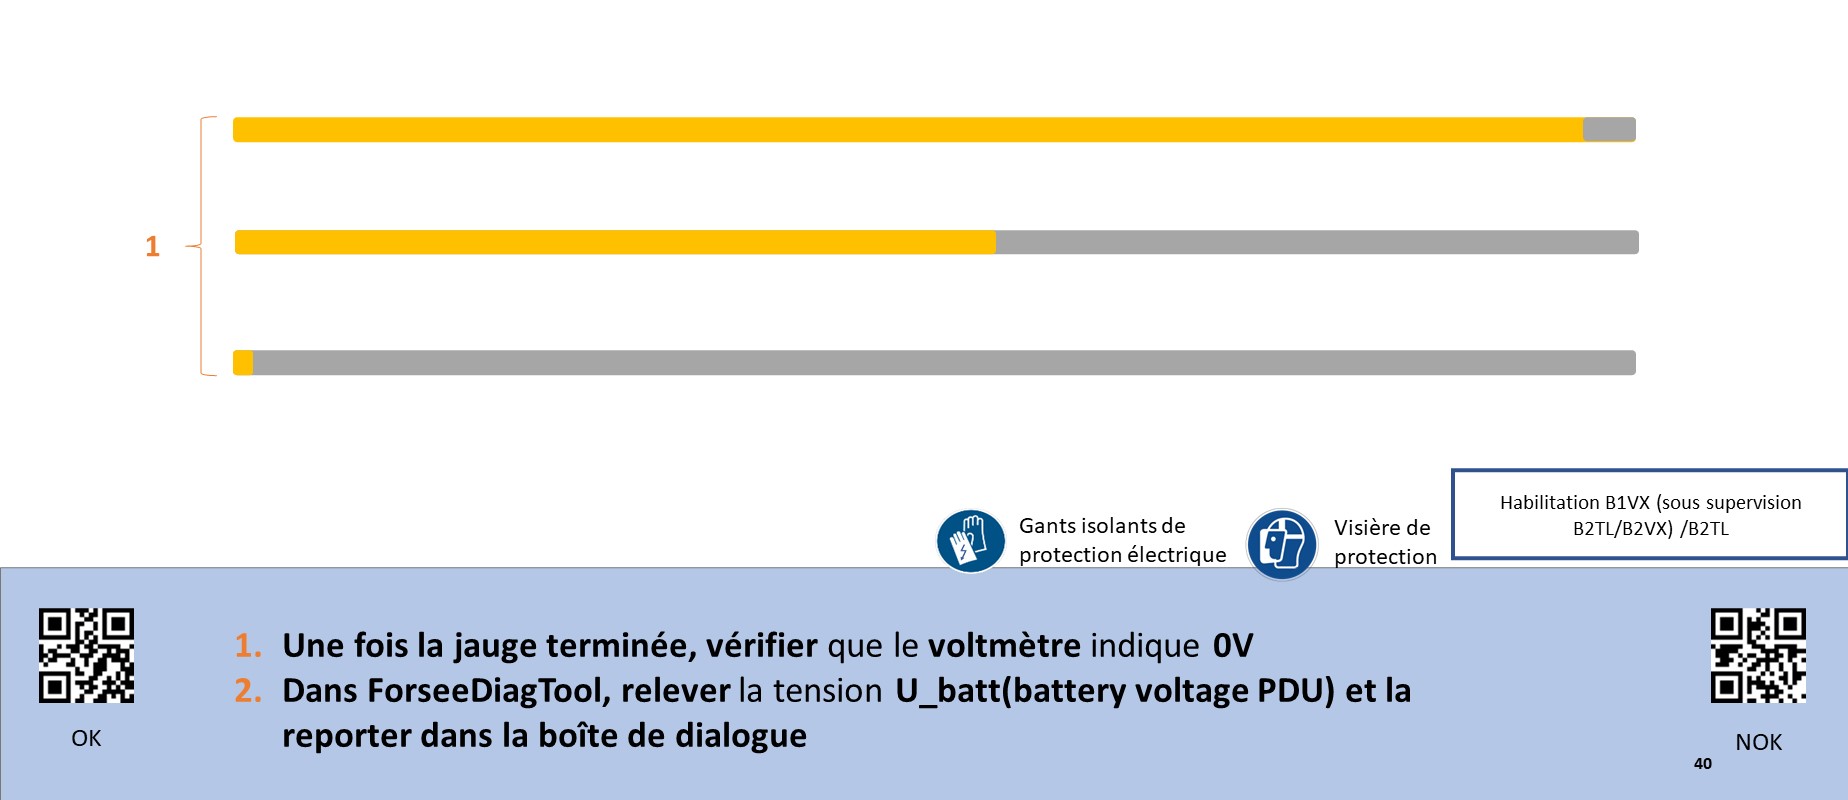 1
Gants isolants de
protection électrique
Visière de
protection
Habilitation B1VX (sous supervision
B2TL/B2VX) /B2TL
1. Une fois la jauge terminée, vérifier que le voltmètre indique 0V
2. Dans ForseeDiagTool, relever la tension U_batt(battery voltage PDU) et la
reporter dans la boîte de dialogue
OK
NOK
40